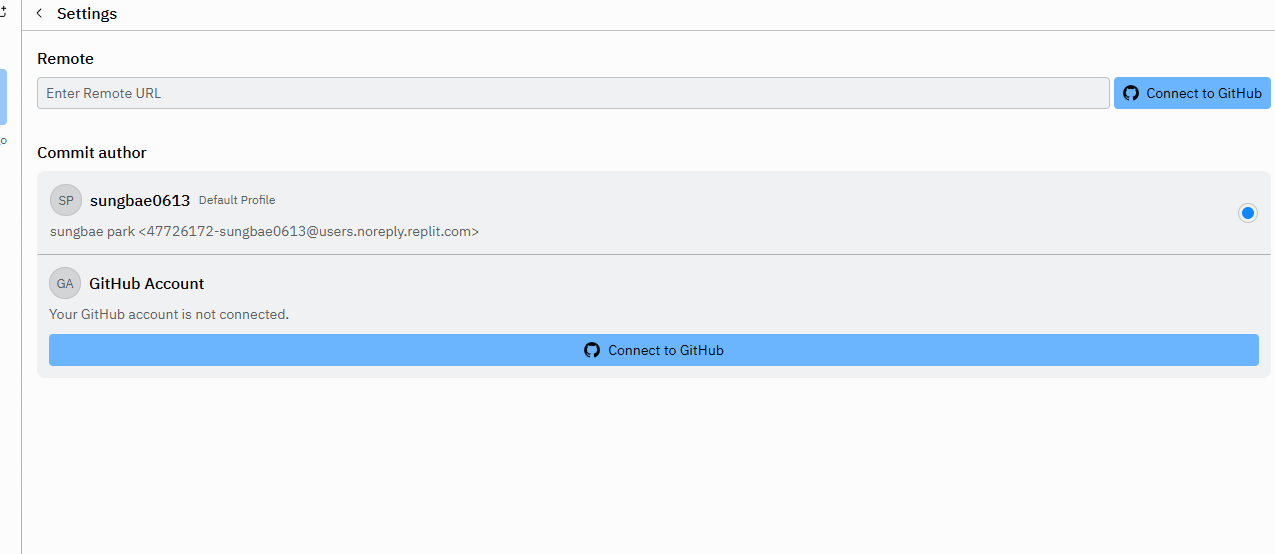 Settings
Remote
Enter Remote URL
Connect to GitHub
Commit author
SP sungbae0613 Default Profile
sungbae park <47726172-sungbae0613@users.noreply.replit.com>
GA GitHub Account
Your GitHub account is not connected.
Connect to GitHub